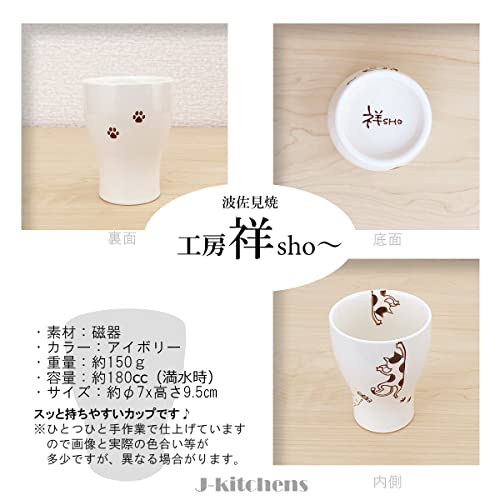 祥SHO
波佐見焼
工房 祥 sho〜
裏面
底面
・素材：磁器
・カラー：アイボリー
・重量：約150ｇ
・容量：約180cc（満水時）
・サイズ：約φ7x高さ9.5㎝
スッと持ちやすいカップです♪
※ひとつひとつ手作業で仕上げています
ので画像と実際の色合い等が
多少ですが、異なる場合があります。
内側
J-kitchens